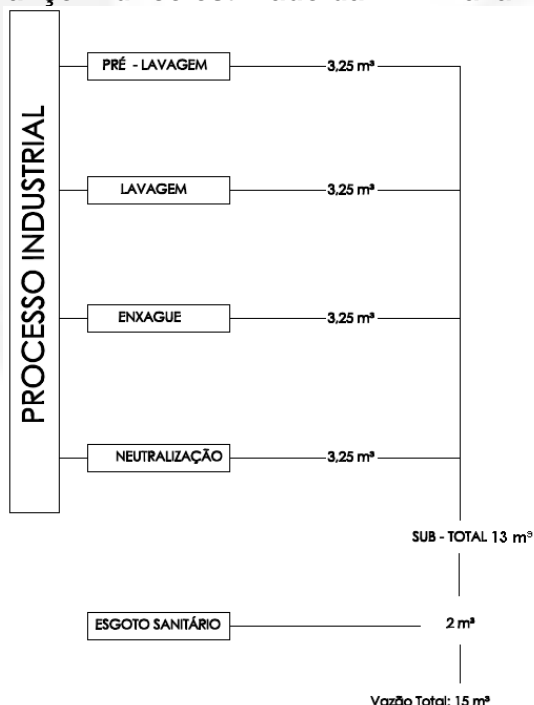 PROCESSO INDUSTRIAL
PRÉ - LAVAGEM 3,25 m³
LAVAGEM 3,25 m³
ENXAGUE 3,25 m³
NEUTRALIZAÇÃO 3,25 m³
SUB - TOTAL 13 m³
ESGOTO SANITÁRIO 2 m³
Vazão Total: 15 m³